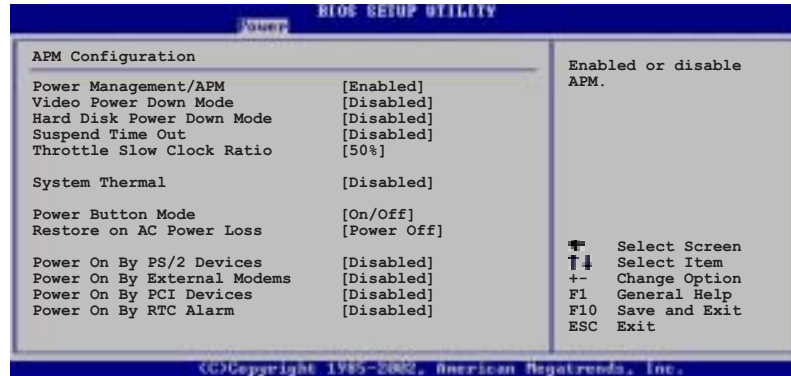 BIOS SETUP UTILITY
Power
APM Configuration
Power Management/APM [Enabled]
Video Power Down Mode [Disabled]
Hard Disk Power Down Mode [Disabled]
Suspend Time Out [Disabled]
Throttle Slow Clock Ratio [50%]
System Thermal [Disabled]
Power Button Mode [On/Off]
Restore on AC Power Loss [Power Off]
Power On By PS/2 Devices [Disabled]
Power On By External Modems [Disabled]
Power On By PCI Devices [Disabled]
Power On By RTC Alarm [Disabled]
Enabled or disable
APM.
Select Screen
↑↓ Select Item
+- Change Option
F1 General Help
F10 Save and Exit
ESC Exit
(C)Copyright 1985-2002, American Megatrends, Inc.